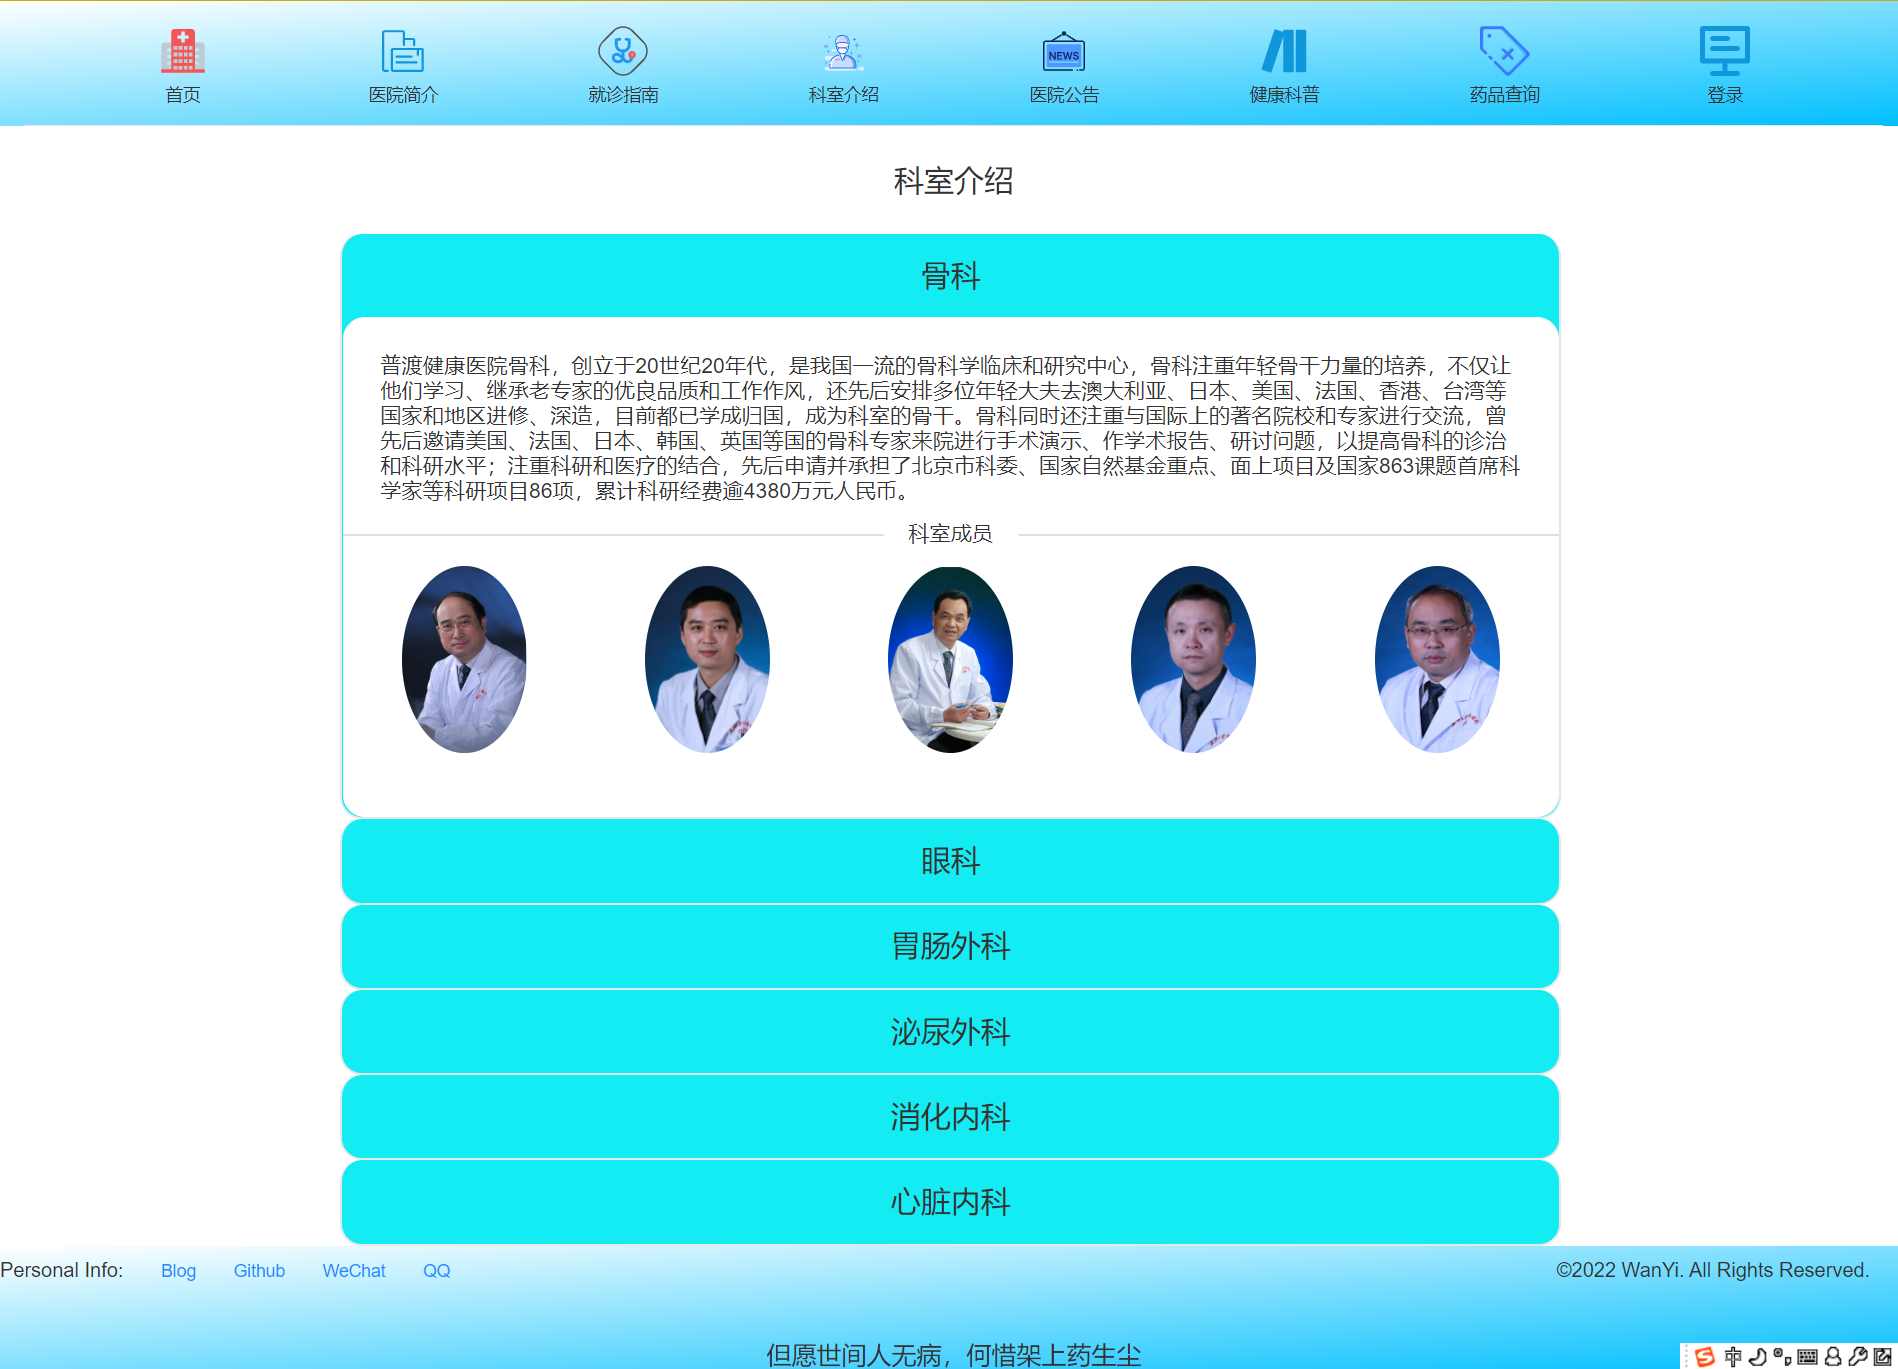 首页
医院简介
就诊指南
科室介绍
NEWS
医院公告
健康科普
药品查询
登录
科室介绍
骨科
普渡健康医院骨科，创立于20世纪20年代，是我国一流的骨科学临床和研究中心，骨科注重年轻骨干力量的培养，不仅让
他们学习、继承老专家的优良品质和工作作风，还先后安排多位年轻大夫去澳大利亚、日本、美国、法国、香港、台湾等
国家和地区进修、深造，目前都已学成归国，成为科室的骨干。骨科同时还注重与国际上的著名院校和专家进行交流，曾
先后邀请美国、法国、日本、韩国、英国等国的骨科专家来院进行手术演示、作学术报告、研讨问题，以提高骨科的诊治
和科研水平；注重科研和医疗的结合，先后申请并承担了北京市科委、国家自然基金重点、面上项目及国家863课题首席科
学家等科研项目86项，累计科研经费逾4380万元人民币。
科室成员
眼科
胃肠外科
泌尿外科
消化内科
心脏内科
Personal Info: Blog Github WeChat QQ
©2022 WanYi. All Rights Reserved.
但愿世间人无病，何惜架上药生尘
中